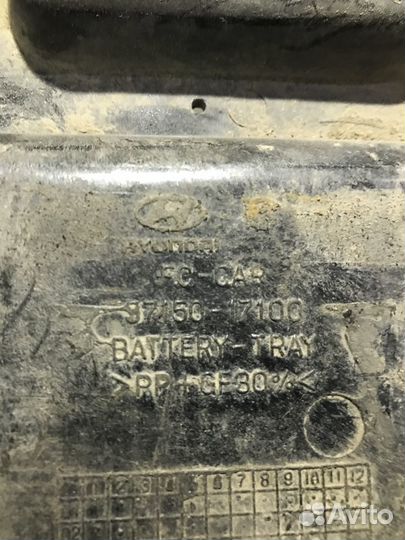 HYUNDAI
FC-CAR
37150-17100
BATTERY-TRAY
>PP+GF30%<
1 2 3 4 5 6 7 8 9 10 11 12
Avito